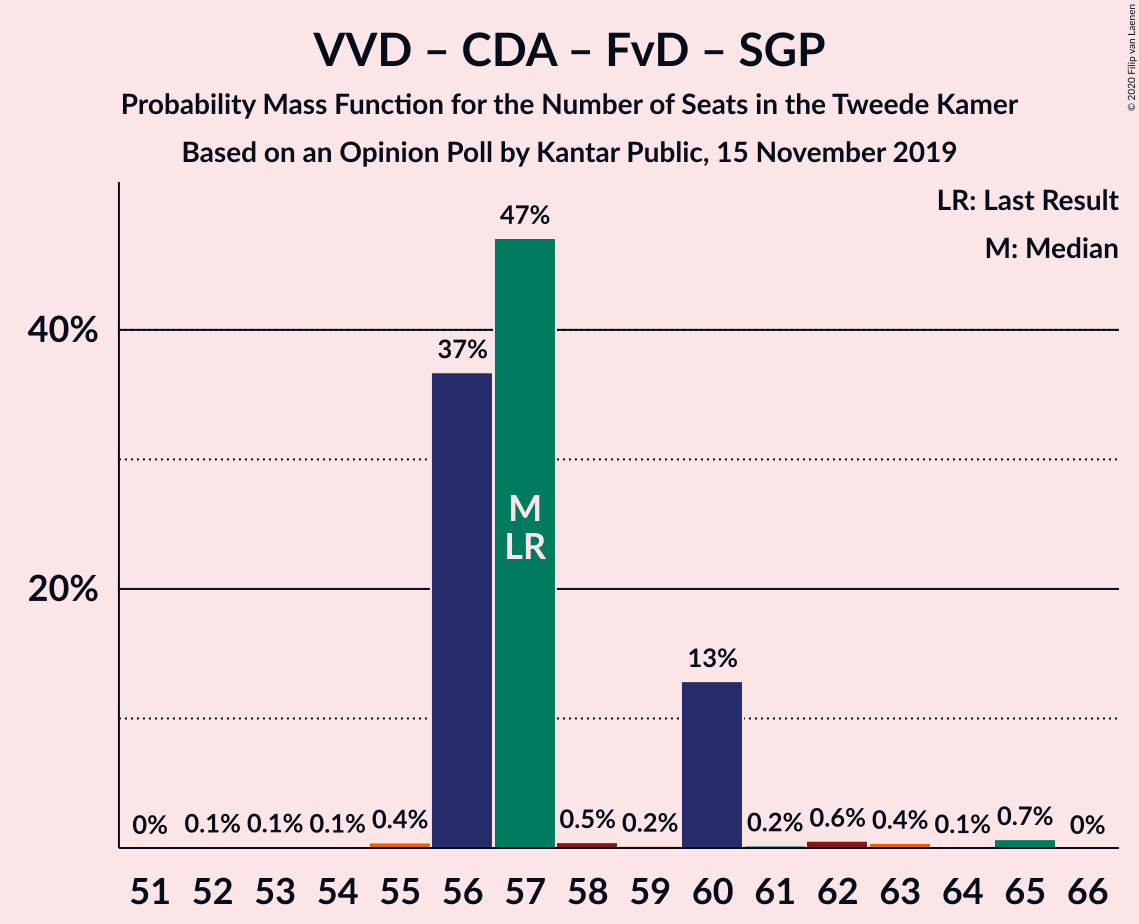 VVD – CDA – FvD – SGP
Probability Mass Function for the Number of Seats in the Tweede Kamer
Based on an Opinion Poll by Kantar Public, 15 November 2019
© 2020 Filip van Laenen
LR: Last Result
M: Median
40%
20%
0%
0.1%
0.1%
0.1%
0.4%
37%
47%
M
LR
0.5%
0.2%
13%
0.2%
0.6%
0.4%
0.1%
0.7%
0%
51 52 53 54 55 56 57 58 59 60 61 62 63 64 65 66